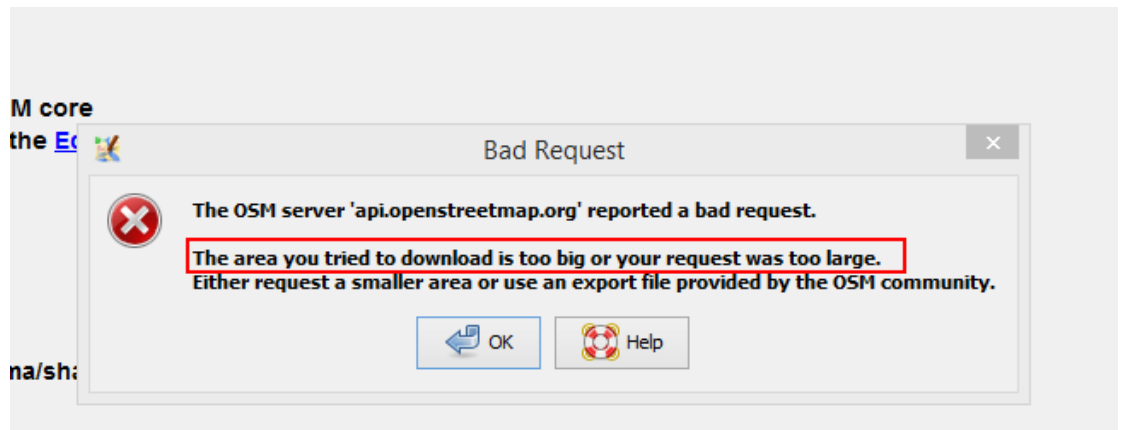 M core
the Ec
Bad Request
The OSM server 'api.openstreetmap.org' reported a bad request.
The area you tried to download is too big or your request was too large.
Either request a smaller area or use an export file provided by the OSM community.
OK
Help
na/sha